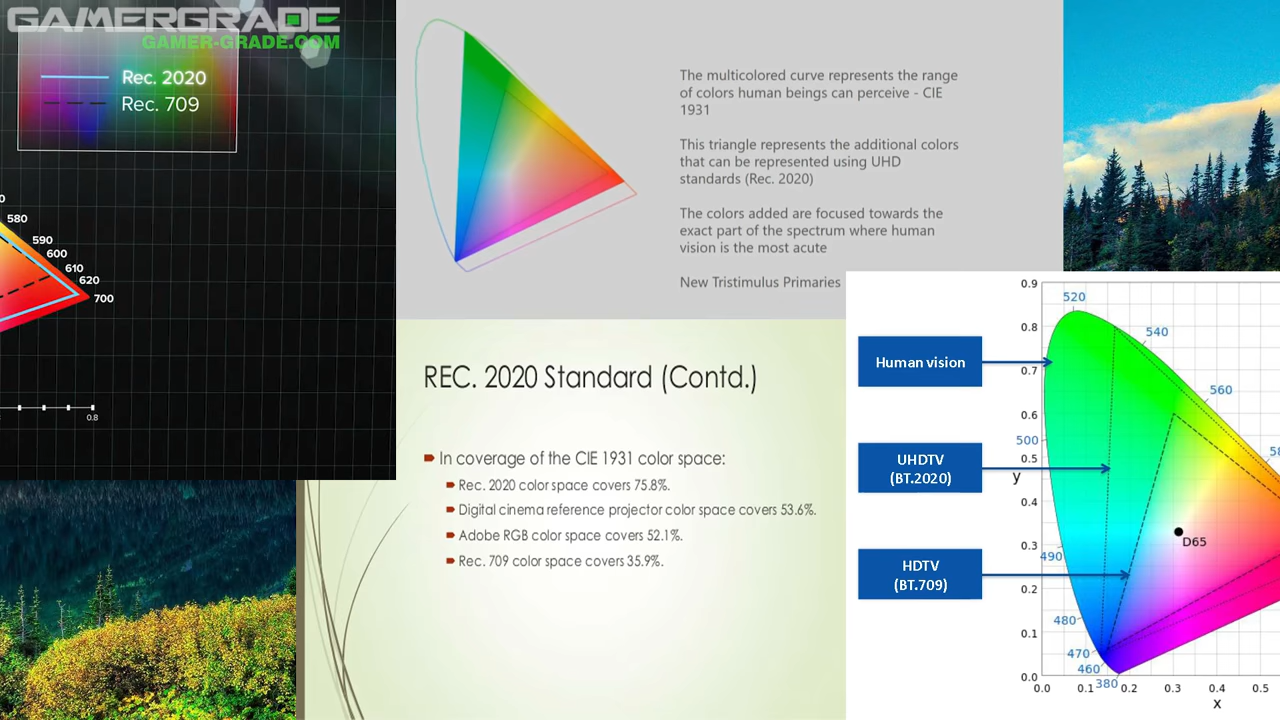 GAMERGRADE
GAMER-GRADE.COM
Rec. 2020
Rec. 709
580
590
600
610
620
700
0.8
The multicolored curve represents the range
of colors human beings can perceive - CIE
1931
This triangle represents the additional colors
that can be represented using UHD
standards (Rec. 2020)
The colors added are focused towards the
exact part of the spectrum where human
vision is the most acute
New Tristimulus Primaries
REC. 2020 Standard (Contd.)
In coverage of the CIE 1931 color space:
Rec. 2020 color space covers 75.8%.
Digital cinema reference projector color space covers 53.6%.
Adobe RGB color space covers 52.1%.
Rec. 709 color space covers 35.9%.
Human vision
UHDTV
(BT.2020)
HDTV
(BT.709)
0.9
0.8
0.7
0.6
0.5
0.4
0.3
0.2
0.1
0.0
y
520
540
560
500
490
480
470
460
380
D65
0.0 0.1 0.2 0.3 0.4 0.5
x